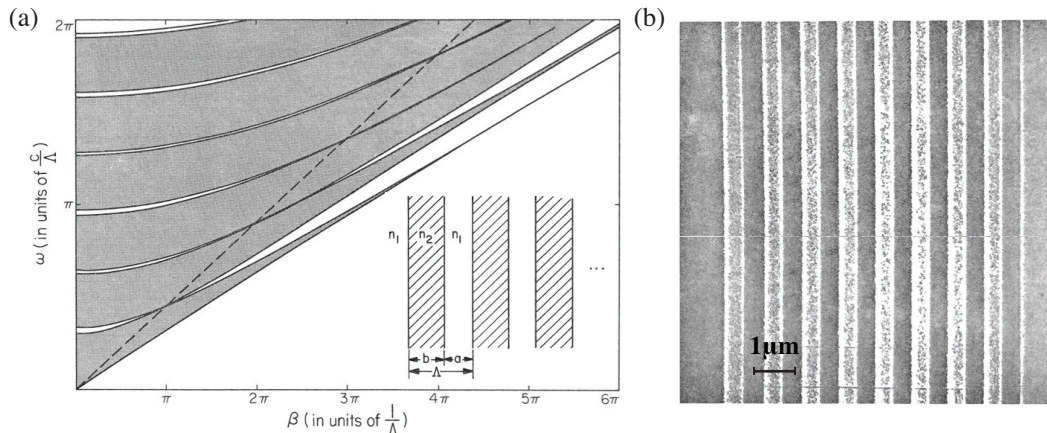 (a)
2π
π
ω (in units of c/Λ)
n₁
n₂
n₁
...
b
a
Λ
π
2π
3π
4π
5π
6π
β (in units of 1/Λ)
(b)
1μm